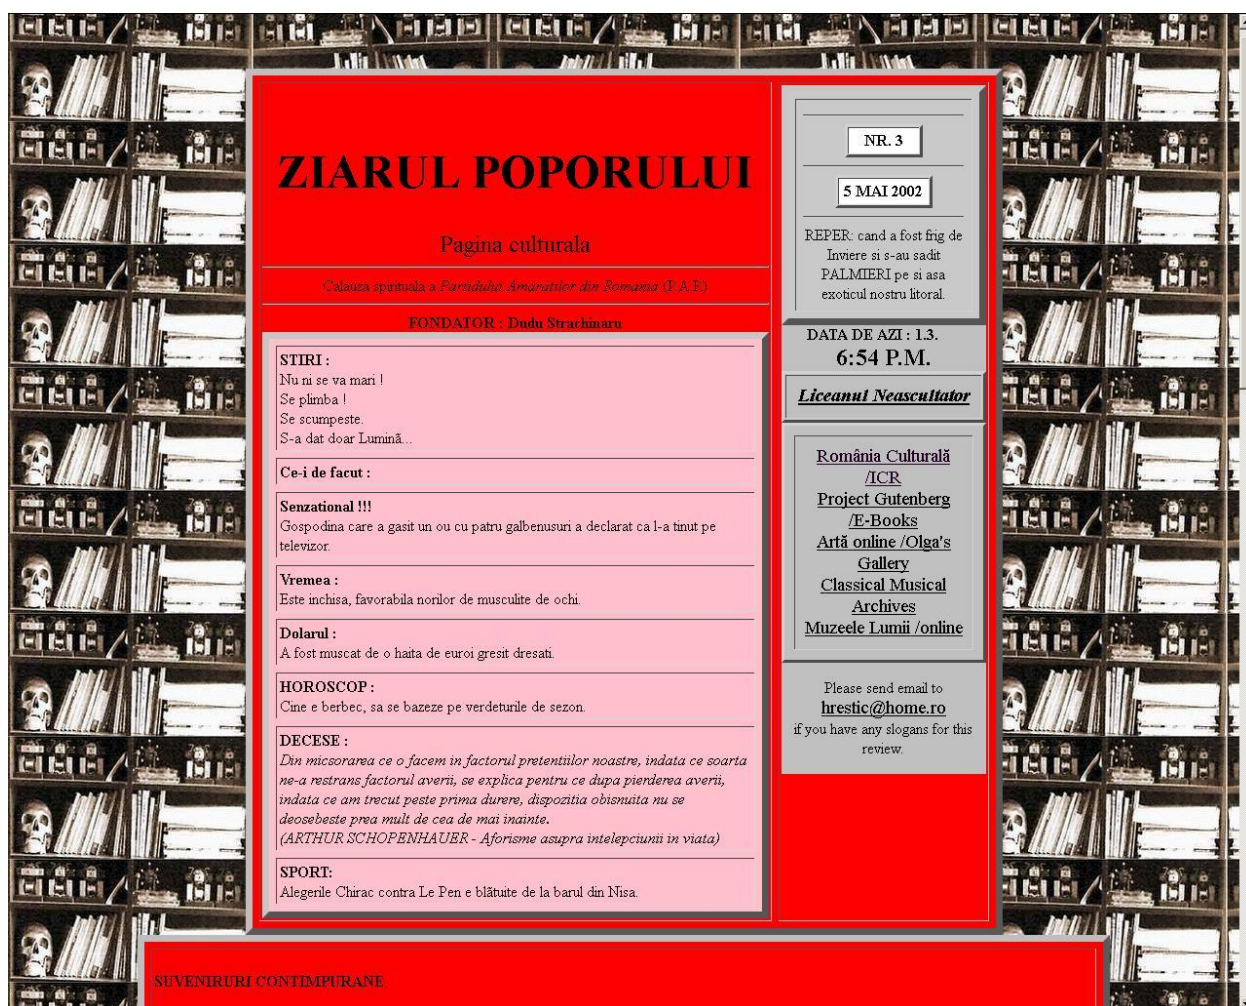 ZIARUL POPORULUI
Pagina culturala
Calauza spirituala a Partidului Amaratilor din Romania (P.A.R)
FONDATOR : Dudu Strachinaru
STIRI :
Nu ni se va mari !
Se plimba !
Se scumpeste.
S-a dat doar Lumină...
Ce-i de facut :
Senzational !!!
Gospodina care a gasit un ou cu patru galbenusuri a declarat ca l-a tinut pe
televizor.
Vremea :
Este inchisa, favorabila norilor de musculite de ochi.
Dolarul :
A fost muscat de o haita de euroi gresit dresati.
HOROSCOP :
Cine e berbec, sa se bazeze pe verdeturile de sezon.
DECESE :
Din micsorarea ce o facem in factorul pretentiilor noastre, indata ce soarta
ne-a restrans factorul averii, se explica pentru ce dupa pierderea averii,
indata ce am trecut peste prima durere, dispozitia obisnuita nu se
deosebeste prea mult de cea de mai inainte.
(ARTHUR SCHOPENHAUER - Aforisme asupra intelepciunii in viata)
SPORT:
Alegerile Chirac contra Le Pen e blătuite de la barul din Nisa.
NR. 3
5 MAI 2002
REPER: cand a fost frig de
Inviere si s-au sadit
PALMIERI pe si asa
exoticul nostru litoral.
DATA DE AZI : 1.3.
6:54 P.M.
Liceanul Neascultator
România Culturală
/ICR
Project Gutenberg
/E-Books
Artă online /Olga's
Gallery
Classical Musical
Archives
Muzeele Lumii /online
Please send email to
hrestic@home.ro
if you have any slogans for this
review.
SUVENIRURI CONTIMPURANE